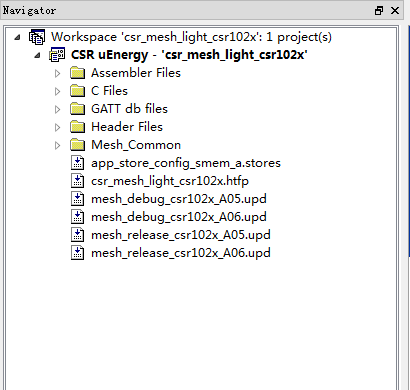 Navigator
Workspace 'csr_mesh_light_csr102x': 1 project(s)
CSR uEnergy - 'csr_mesh_light_csr102x'
Assembler Files
C Files
GATT db files
Header Files
Mesh_Common
app_store_config_smem_a.stores
csr_mesh_light_csr102x.htfp
mesh_debug_csr102x_A05.upd
mesh_debug_csr102x_A06.upd
mesh_release_csr102x_A05.upd
mesh_release_csr102x_A06.upd